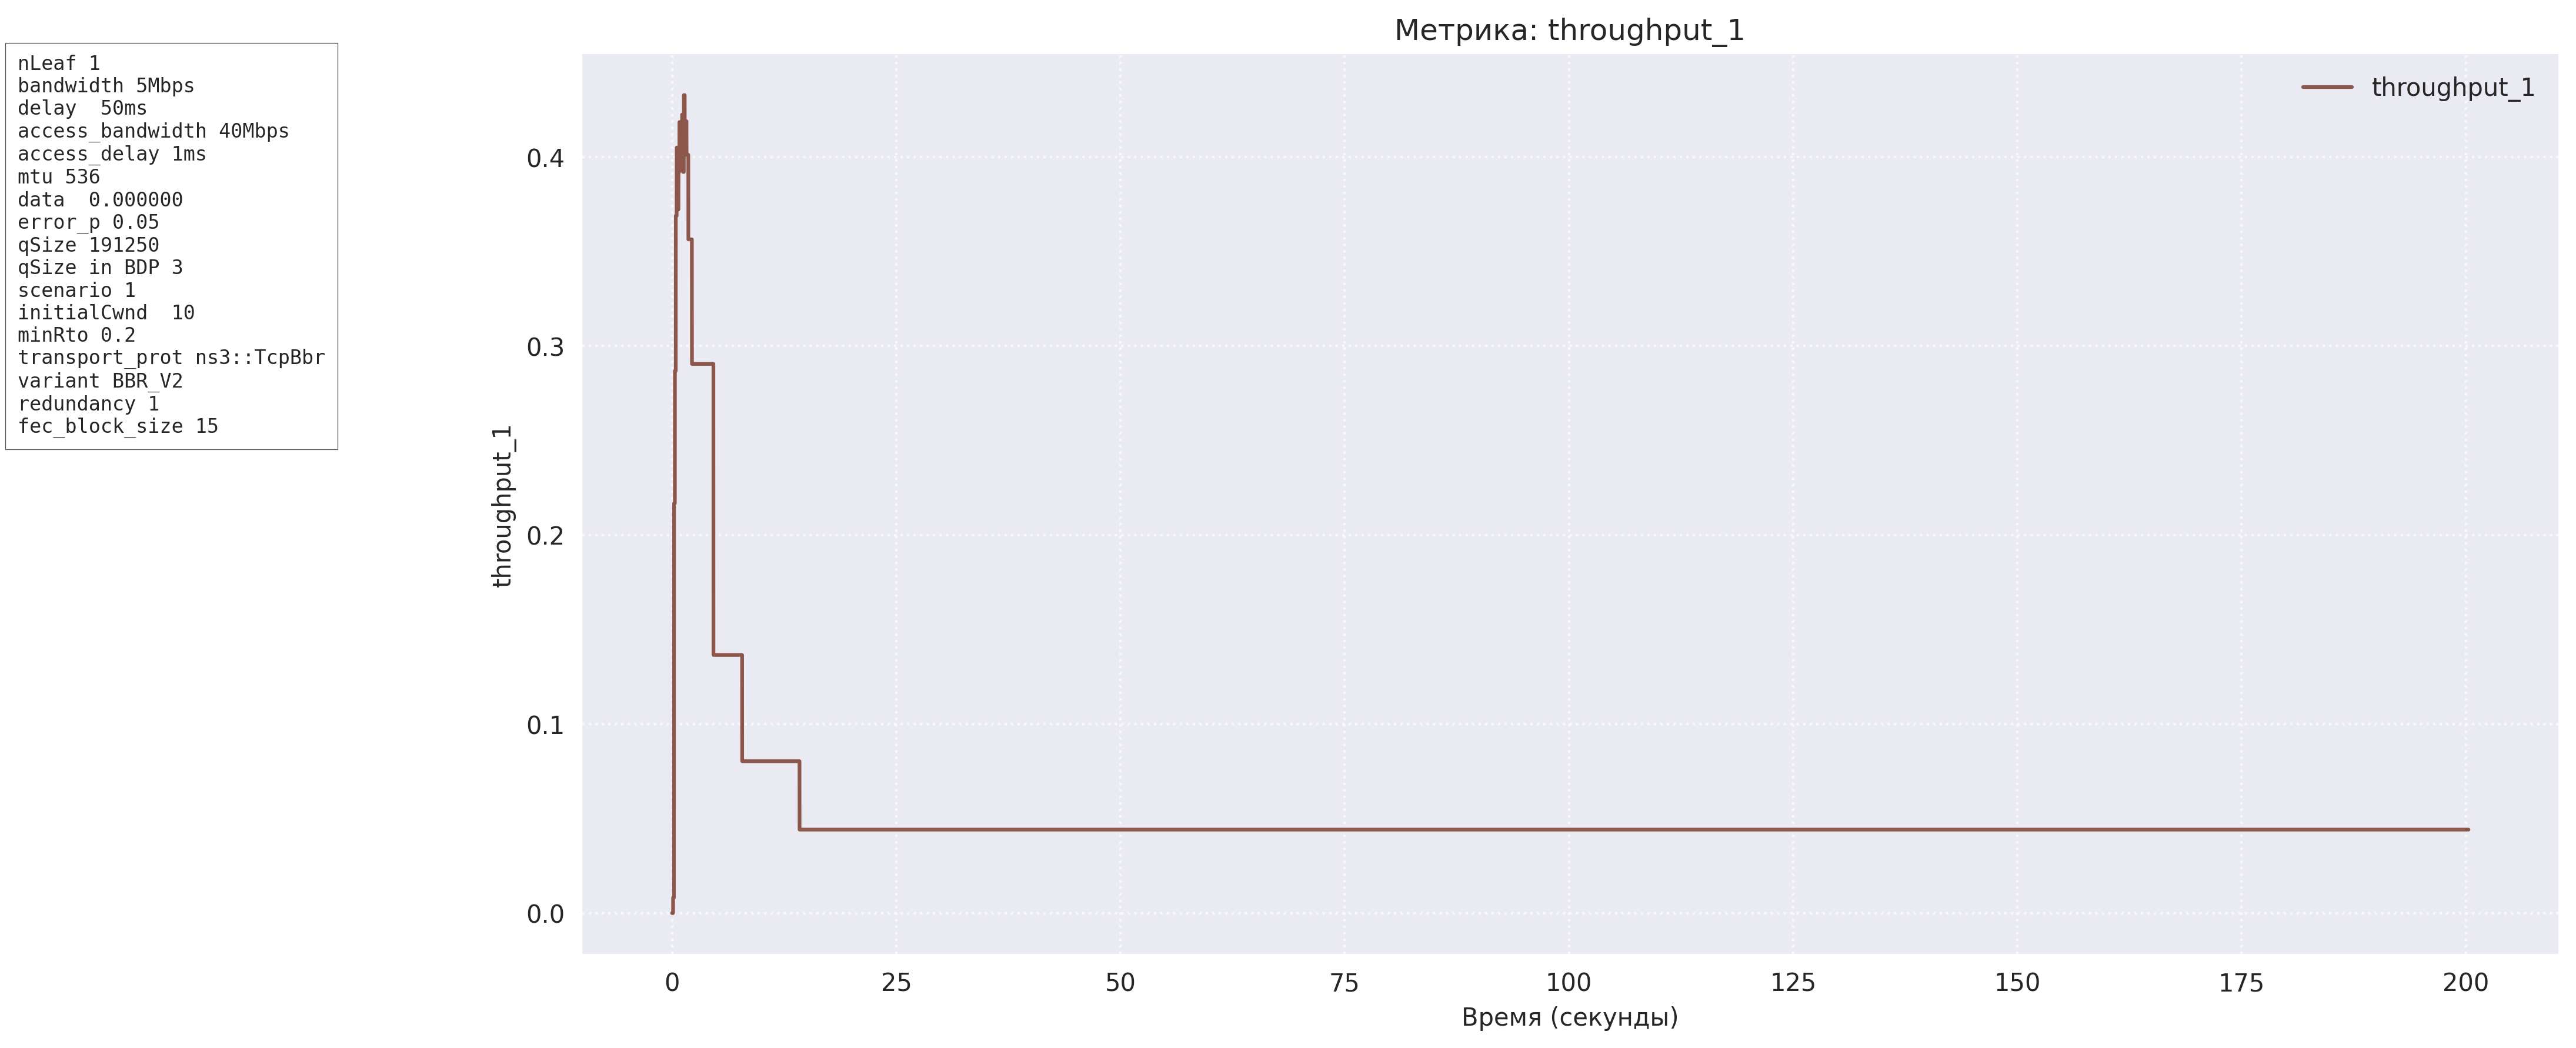 Метрика: throughput_1
nLeaf 1
bandwidth 5Mbps
delay  50ms
access_bandwidth 40Mbps
access_delay 1ms
mtu 536
data  0.000000
error_p 0.05
qSize 191250
qSize in BDP 3
scenario 1
initialCwnd  10
minRto 0.2
transport_prot ns3::TcpBbr
variant BBR_V2
redundancy 1
fec_block_size 15
throughput_1
throughput_1
0.4
0.3
0.2
0.1
0.0
0 25 50 75 100 125 150 175 200
Время (секунды)